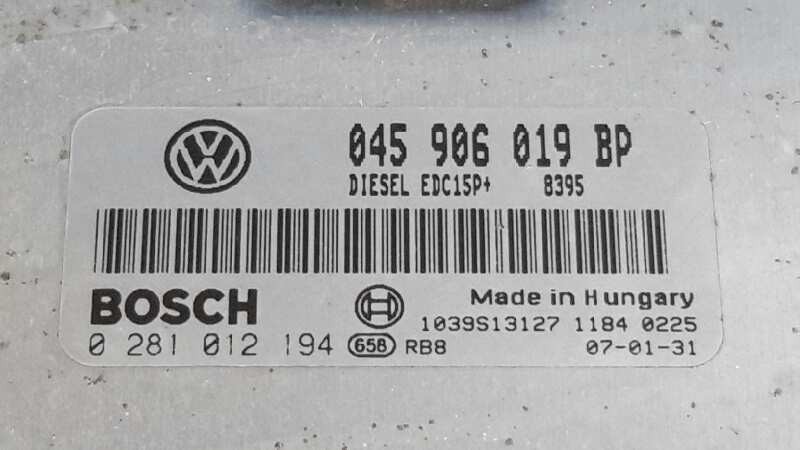 045 906 019 BP
DIESEL EDC15P+ 8395
BOSCH
Made in Hungary
1039S13127 1184 0225
0 281 012 194 658 RB8 07-01-31